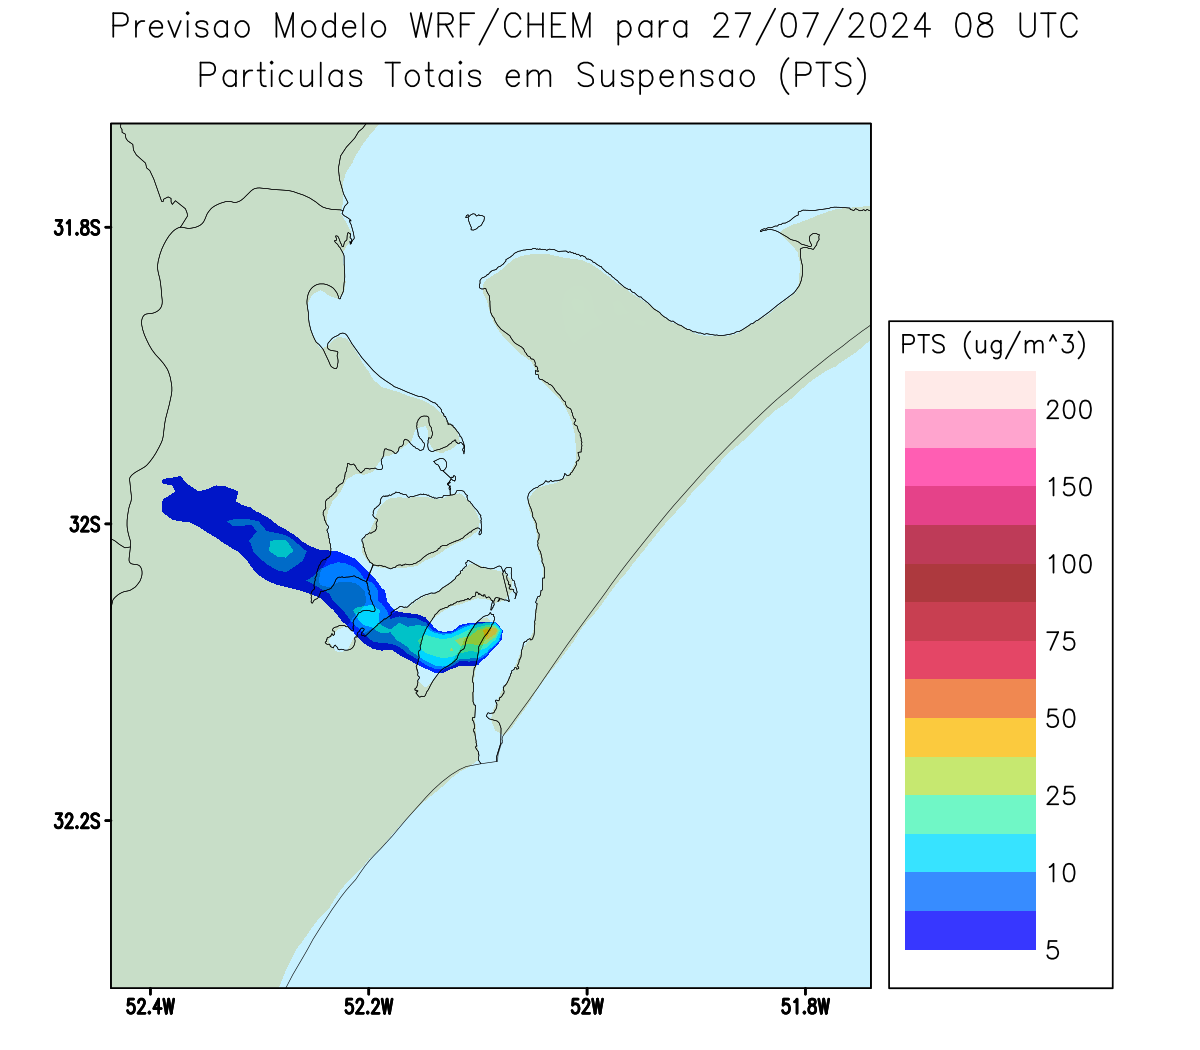 Previsao Modelo WRF/CHEM para 27/07/2024 08 UTC
Particulas Totais em Suspensao (PTS)
31.8S
32S
32.2S
52.4W
52.2W
52W
51.8W
PTS (ug/m^3)
200
150
100
75
50
25
10
5